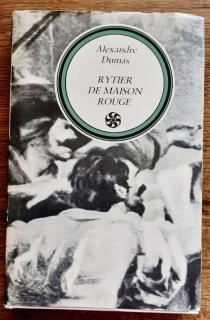 Alexandre
Dumas
RYTIER
DE MAISON
ROUGE